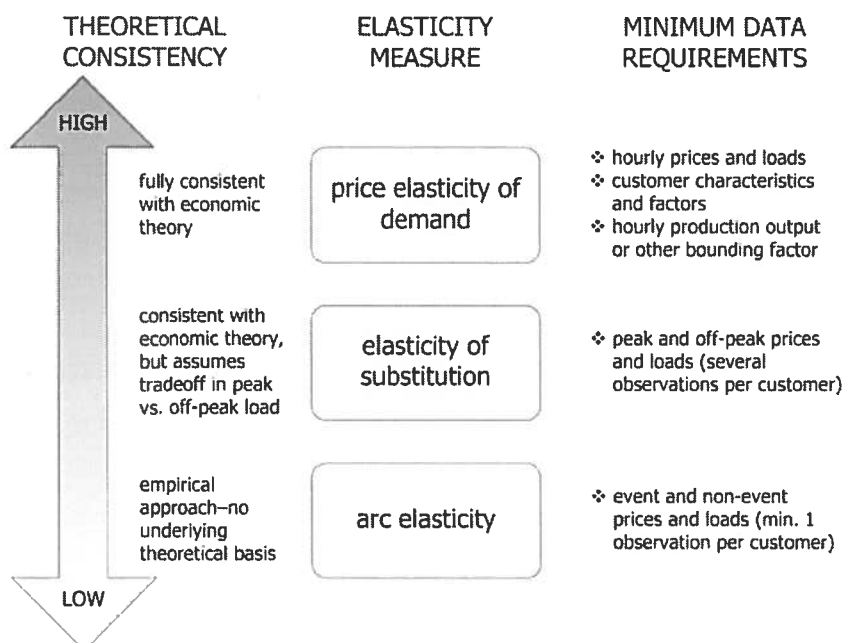 THEORETICAL
CONSISTENCY
ELASTICITY
MEASURE
MINIMUM DATA
REQUIREMENTS
HIGH
fully consistent
with economic
theory
price elasticity of
demand
❖ hourly prices and loads
❖ customer characteristics
and factors
❖ hourly production output
or other bounding factor
consistent with
economic theory,
but assumes
tradeoff in peak
vs. off-peak load
elasticity of
substitution
❖ peak and off-peak prices
and loads (several
observations per customer)
empirical
approach–no
underlying
theoretical basis
arc elasticity
❖ event and non-event
prices and loads (min. 1
observation per customer)
LOW